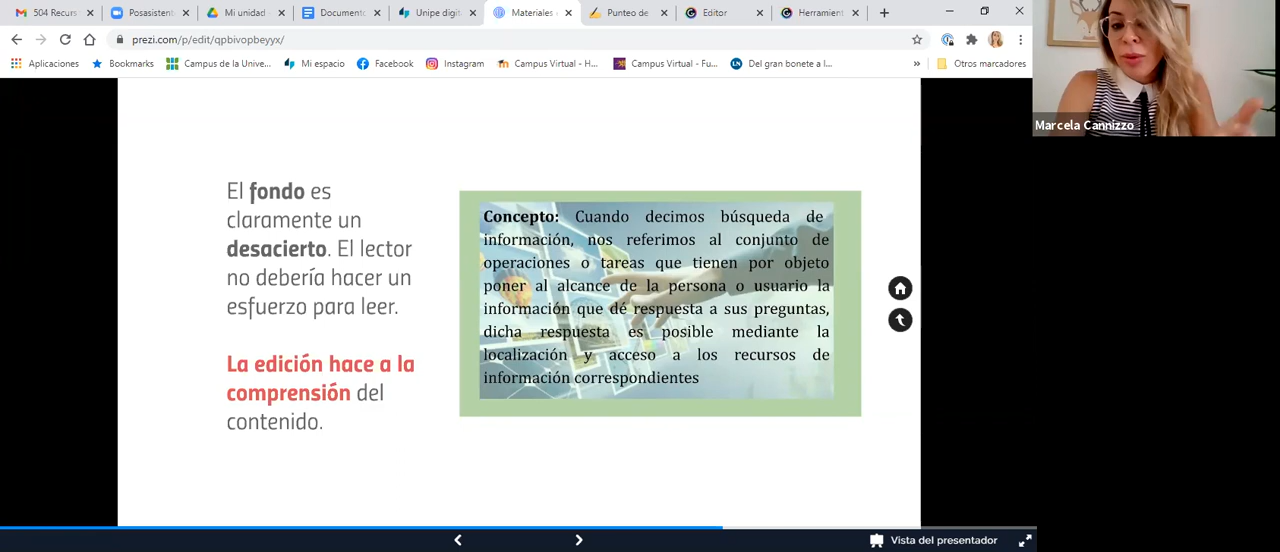 504 Recurs
Posasistent
Mi unidad
Documento
Unipe digit
Materiales
Punteo de
Editor
Herramient
prezi.com/p/edit/qpbivopbeyyx/
Aplicaciones
Bookmarks
Campus de la Unive...
Mi espacio
Facebook
Instagram
Campus Virtual - H...
Campus Virtual - Fu...
LN
Del gran bonete a l...
»
Otros marcadores
Marcela Cannizzo
El fondo es
claramente un
desacierto. El lector
no debería hacer un
esfuerzo para leer.
La edición hace a la
comprensión del
contenido.
Concepto: Cuando decimos búsqueda de
información, nos referimos al conjunto de
operaciones o tareas que tienen por objeto
poner al alcance de la persona o usuario la
información que dé respuesta a sus preguntas,
dicha respuesta es posible mediante la
localización y acceso a los recursos de
información correspondientes
Vista del presentador